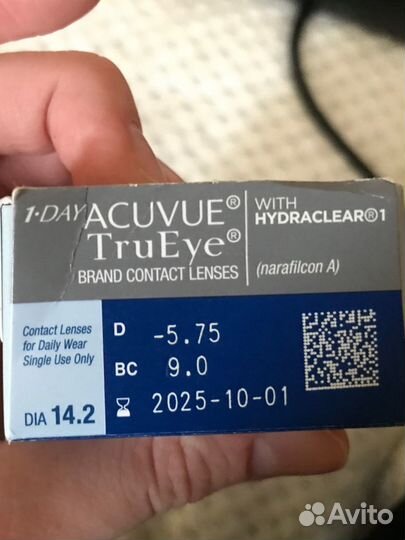 1·DAY ACUVUE® TruEye®
BRAND CONTACT LENSES
WITH
HYDRACLEAR®1
(narafilcon A)
Contact Lenses
for Daily Wear
Single Use Only
DIA 14.2
D -5.75
BC 9.0
2025-10-01
Avito